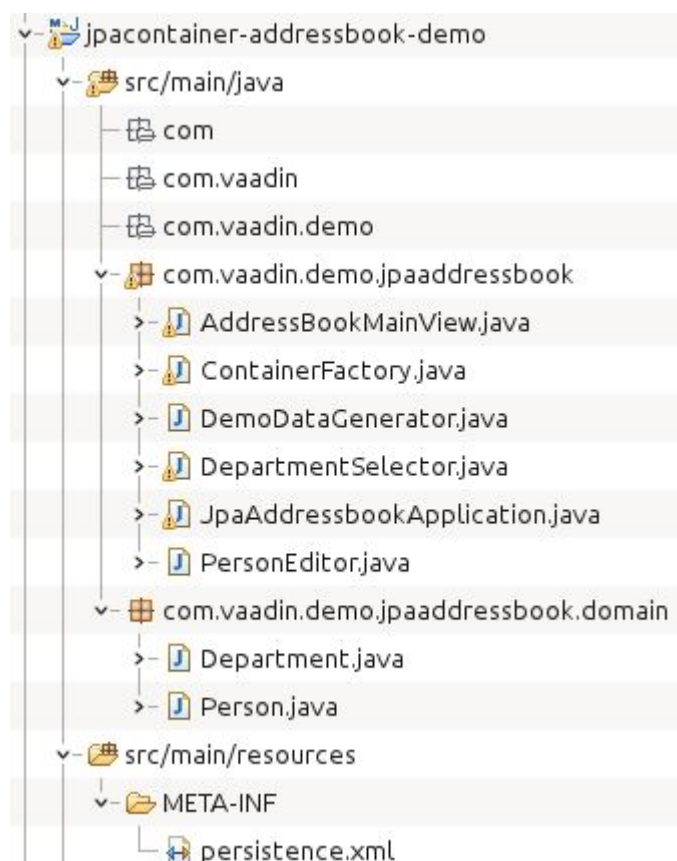 jpacontainer-addressbook-demo
src/main/java
com
com.vaadin
com.vaadin.demo
com.vaadin.demo.jpaaddressbook
AddressBookMainView.java
ContainerFactory.java
DemoDataGenerator.java
DepartmentSelector.java
JpaAddressbookApplication.java
PersonEditor.java
com.vaadin.demo.jpaaddressbook.domain
Department.java
Person.java
src/main/resources
META-INF
persistence.xml